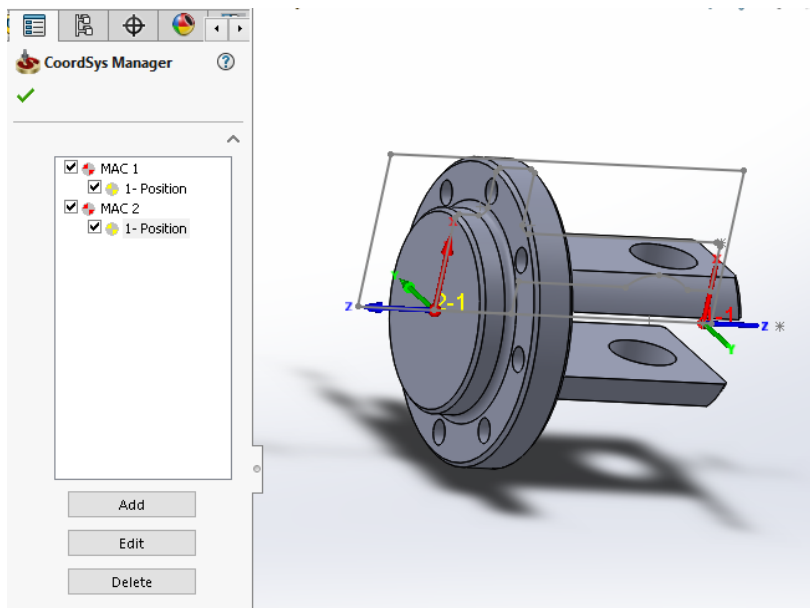 CoordSys Manager
MAC 1
1- Position
MAC 2
1- Position
Add
Edit
Delete
Z
Y
2-1
X
-1
Z
Y